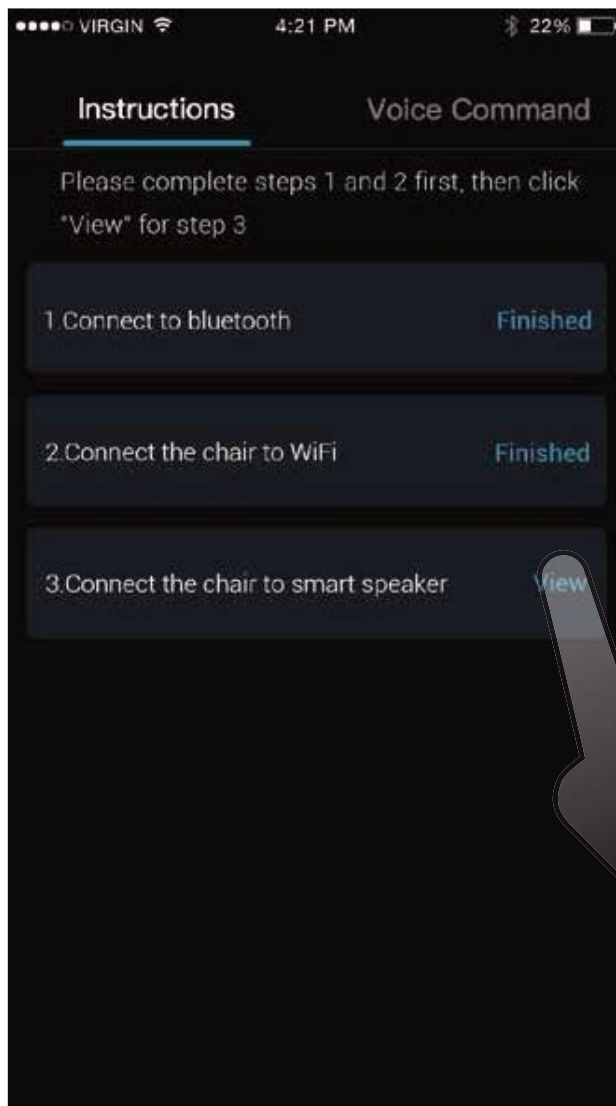 VIRGIN 4:21 PM 22%
Instructions Voice Command
Please complete steps 1 and 2 first, then click
"View" for step 3
1.Connect to bluetooth Finished
2.Connect the chair to WiFi Finished
3.Connect the chair to smart speaker View